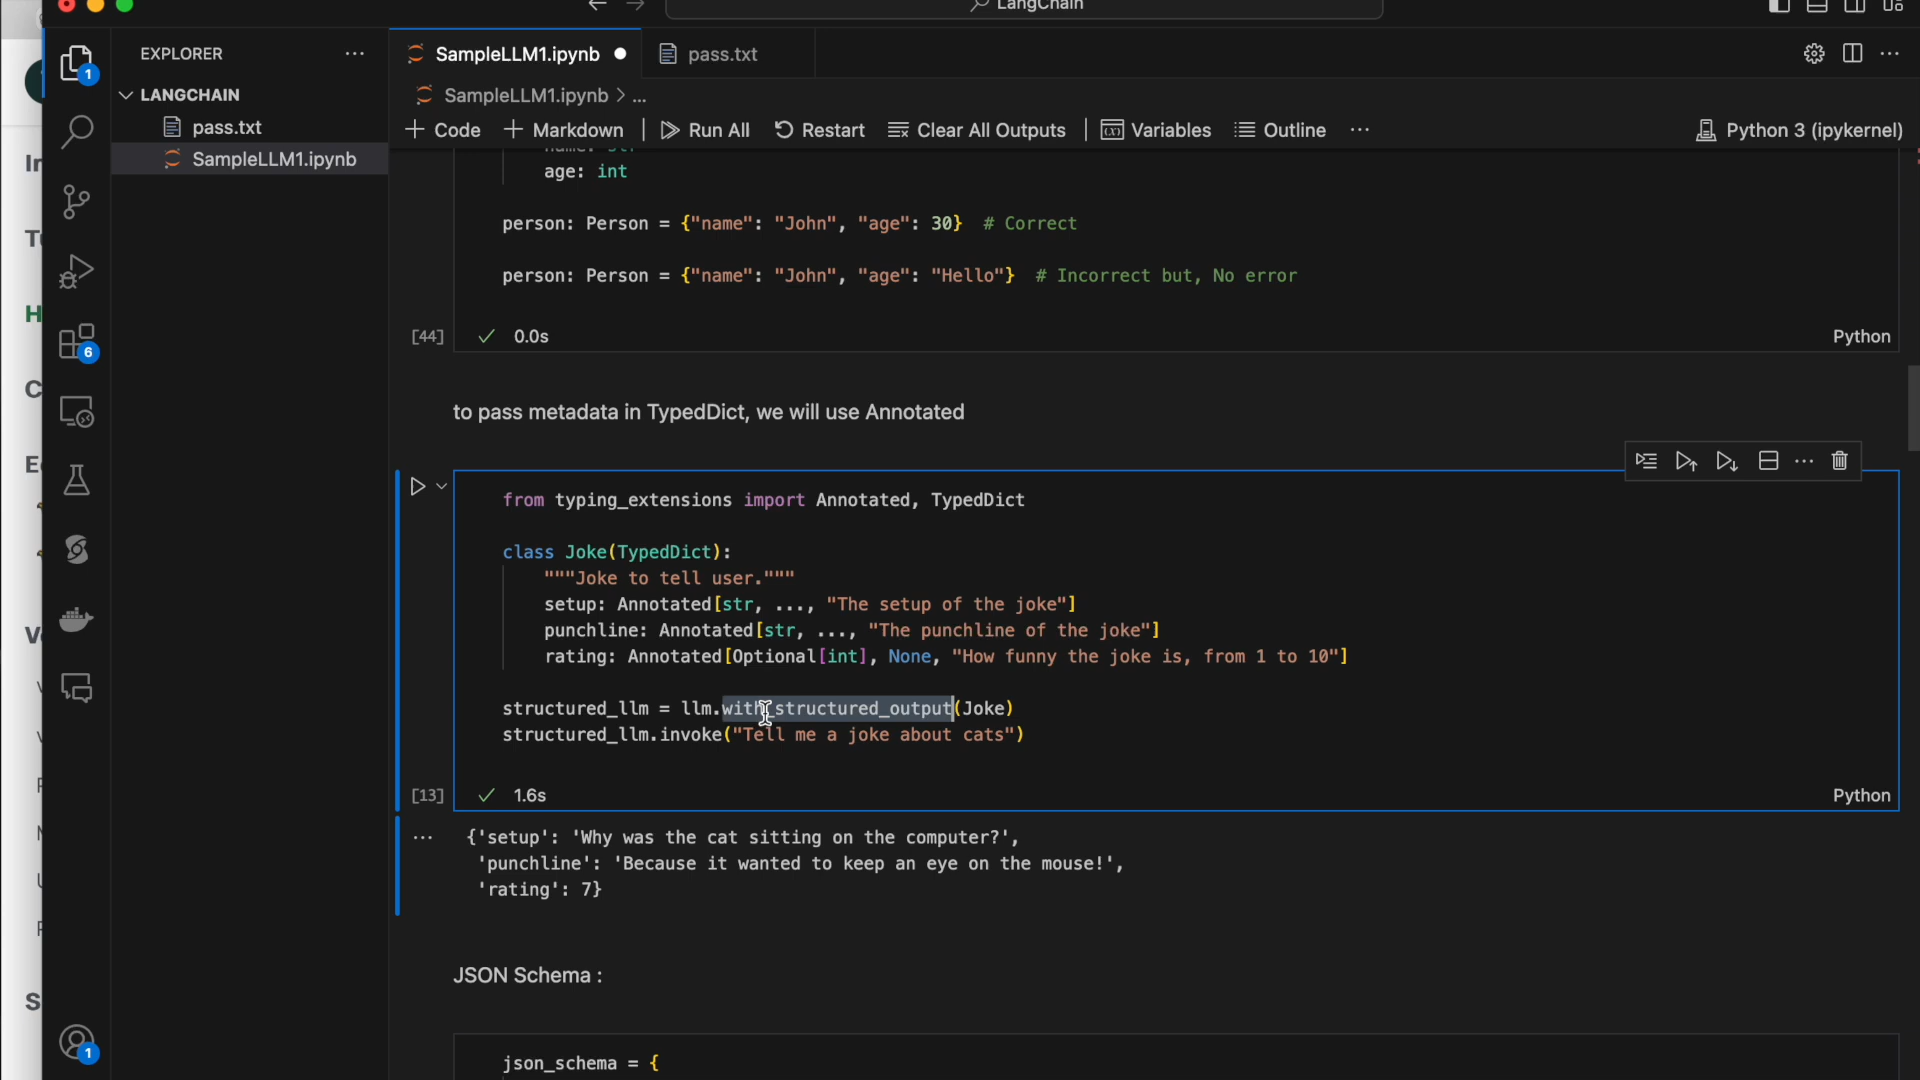 LangChain
EXPLORER
LANGCHAIN
pass.txt
SampleLLM1.ipynb
SampleLLM1.ipynb
pass.txt
SampleLLM1.ipynb > ...
+ Code + Markdown Run All Restart Clear All Outputs Variables Outline ... Python 3 (ipykernel)
name: str
age: int
person: Person = {"name": "John", "age": 30} # Correct
person: Person = {"name": "John", "age": "Hello"} # Incorrect but, No error
[44] 0.0s Python
to pass metadata in TypedDict, we will use Annotated
from typing_extensions import Annotated, TypedDict
class Joke(TypedDict):
"""Joke to tell user."""
setup: Annotated[str, ..., "The setup of the joke"]
punchline: Annotated[str, ..., "The punchline of the joke"]
rating: Annotated[Optional[int], None, "How funny the joke is, from 1 to 10"]
structured_llm = llm.with_structured_output(Joke)
structured_llm.invoke("Tell me a joke about cats")
[13] 1.6s Python
{'setup': 'Why was the cat sitting on the computer?',
'punchline': 'Because it wanted to keep an eye on the mouse!',
'rating': 7}
JSON Schema :
json_schema = {
1
6
1